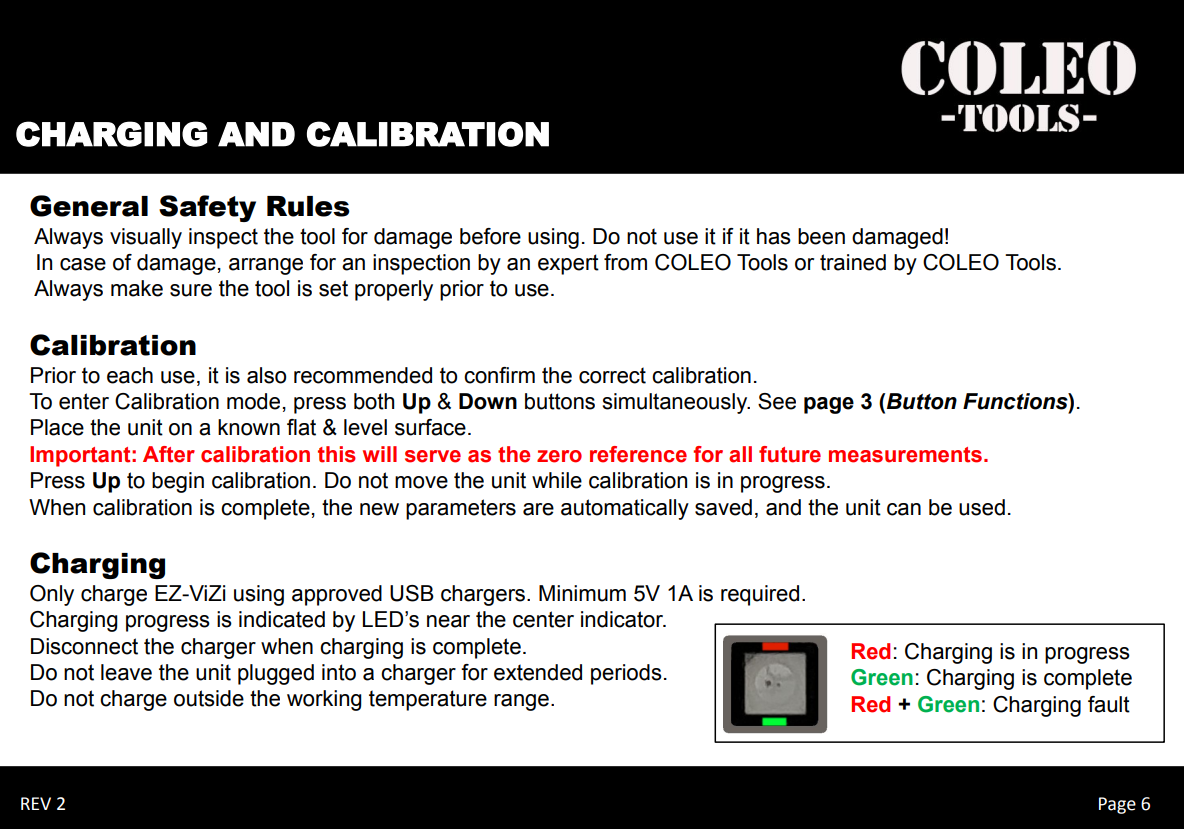 COLEO
-TOOLS-
CHARGING AND CALIBRATION
General Safety Rules
Always visually inspect the tool for damage before using. Do not use it if it has been damaged!
In case of damage, arrange for an inspection by an expert from COLEO Tools or trained by COLEO Tools.
Always make sure the tool is set properly prior to use.
Calibration
Prior to each use, it is also recommended to confirm the correct calibration.
To enter Calibration mode, press both Up & Down buttons simultaneously. See page 3 (Button Functions).
Place the unit on a known flat & level surface.
Important: After calibration this will serve as the zero reference for all future measurements.
Press Up to begin calibration. Do not move the unit while calibration is in progress.
When calibration is complete, the new parameters are automatically saved, and the unit can be used.
Charging
Only charge EZ-ViZi using approved USB chargers. Minimum 5V 1A is required.
Charging progress is indicated by LED’s near the center indicator.
Disconnect the charger when charging is complete.
Do not leave the unit plugged into a charger for extended periods.
Do not charge outside the working temperature range.
Red: Charging is in progress
Green: Charging is complete
Red + Green: Charging fault
REV 2
Page 6